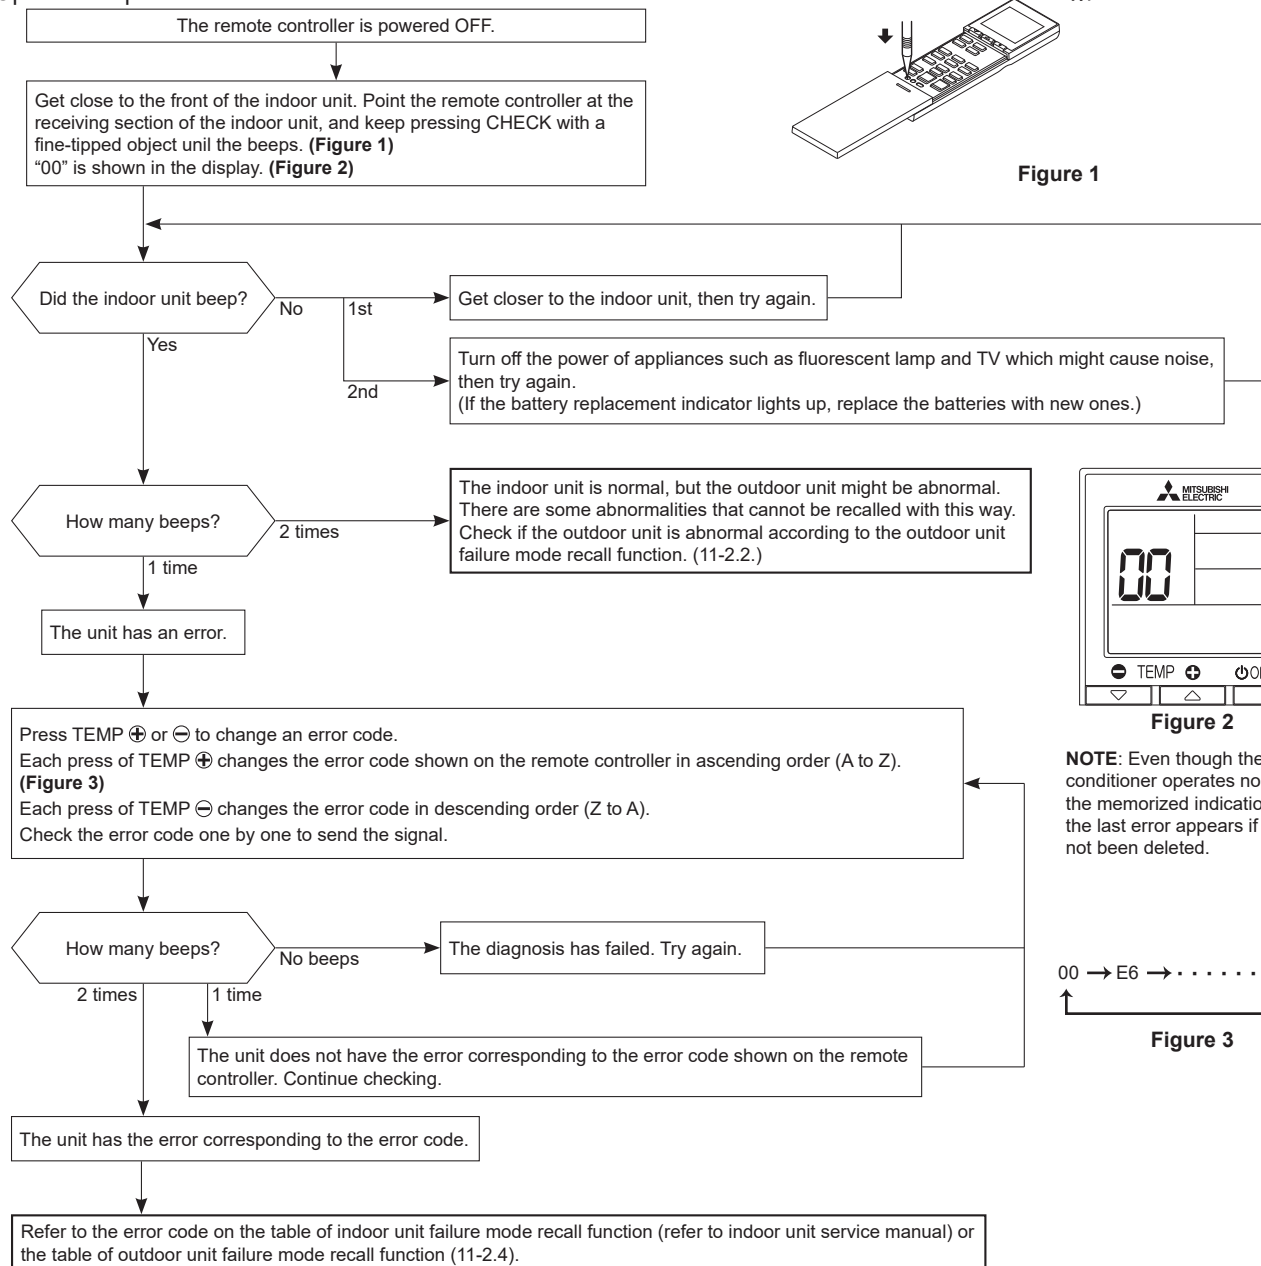 The remote controller is powered OFF.
Get close to the front of the indoor unit. Point the remote controller at the
receiving section of the indoor unit, and keep pressing CHECK with a
fine-tipped object unil the beeps. (Figure 1)
“00” is shown in the display. (Figure 2)
Figure 1
Did the indoor unit beep?
No
1st
Get closer to the indoor unit, then try again.
Yes
2nd
Turn off the power of appliances such as fluorescent lamp and TV which might cause noise,
then try again.
(If the battery replacement indicator lights up, replace the batteries with new ones.)
How many beeps?
2 times
The indoor unit is normal, but the outdoor unit might be abnormal.
There are some abnormalities that cannot be recalled with this way.
Check if the outdoor unit is abnormal according to the outdoor unit
failure mode recall function. (11-2.2.)
1 time
The unit has an error.
MITSUBISHI
ELECTRIC
00
TEMP
Figure 2
Press TEMP ⊕ or ⊖ to change an error code.
Each press of TEMP ⊕ changes the error code shown on the remote controller in ascending order (A to Z).
(Figure 3)
Each press of TEMP ⊖ changes the error code in descending order (Z to A).
Check the error code one by one to send the signal.
NOTE: Even though the
conditioner operates
the memorized
the last error appears if
not been deleted.
How many beeps?
No beeps
The diagnosis has failed. Try again.
2 times
1 time
The unit does not have the error corresponding to the error code shown on the remote
controller. Continue checking.
00 → E6 → · · · · · ·
Figure 3
The unit has the error corresponding to the error code.
Refer to the error code on the table of indoor unit failure mode recall function (refer to indoor unit service manual) or
the table of outdoor unit failure mode recall function (11-2.4).